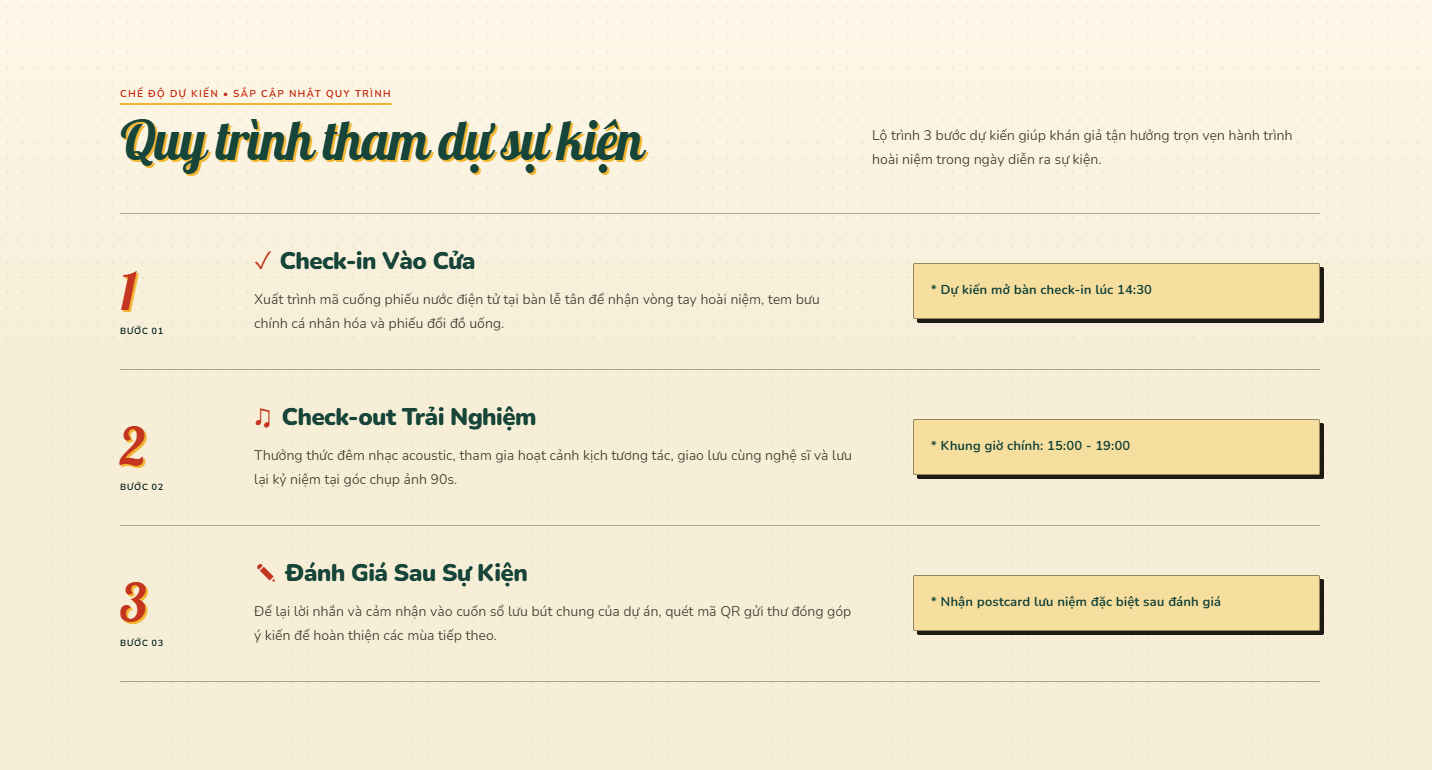 CHẾ ĐỘ DỰ KIẾN • SẮP CẬP NHẬT QUY TRÌNH
Quy trình tham dự sự kiện
Lộ trình 3 bước dự kiến giúp khán giả tận hưởng trọn vẹn hành trình
hoài niệm trong ngày diễn ra sự kiện.
1
BƯỚC 01
✓ Check-in Vào Cửa
Xuất trình mã cuống phiếu nước điện tử tại bàn lễ tân để nhận vòng tay hoài niệm, tem bưu
chính cá nhân hóa và phiếu đổi đồ uống.
* Dự kiến mở bàn check-in lúc 14:30
2
BƯỚC 02
♫ Check-out Trải Nghiệm
Thưởng thức đêm nhạc acoustic, tham gia hoạt cảnh kịch tương tác, giao lưu cùng nghệ sĩ và lưu
lại kỷ niệm tại góc chụp ảnh 90s.
* Khung giờ chính: 15:00 - 19:00
3
BƯỚC 03
✏ Đánh Giá Sau Sự Kiện
Để lại lời nhắn và cảm nhận vào cuốn sổ lưu bút chung của dự án, quét mã QR gửi thư đóng góp
ý kiến để hoàn thiện các mùa tiếp theo.
* Nhận postcard lưu niệm đặc biệt sau đánh giá